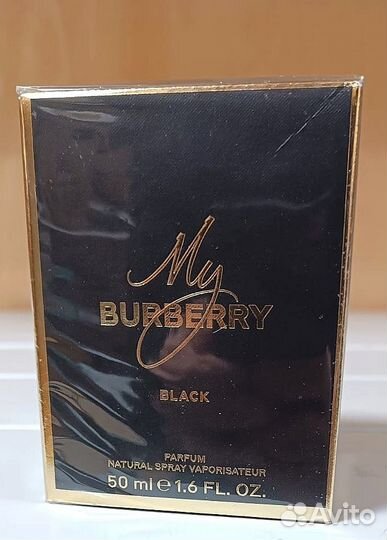 My
BURBERRY
BLACK
PARFUM
NATURAL SPRAY VAPORISATEUR
50 ml ℮ 1.6 FL. OZ.
Avito